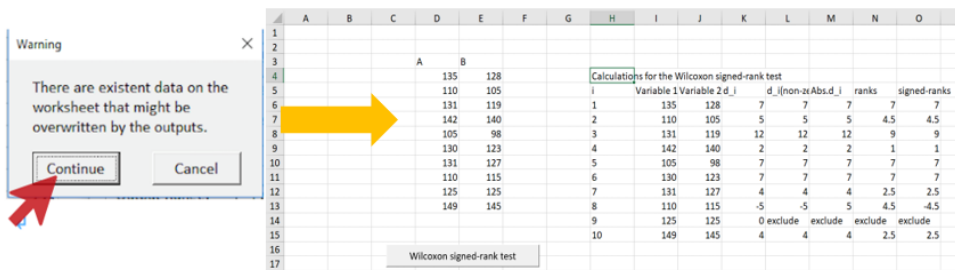 Warning
There are existent data on the
worksheet that might be
overwritten by the outputs.
Continue Cancel
A B C D E F G H I J K L M N O
1
2
3 A B
4 135 128 Calculations for the Wilcoxon signed-rank test
5 110 105 i Variable 1 Variable 2 d_i d_i(non-ze Abs.d_i ranks signed-ranks
6 131 119 1 135 128 7 7 7 7 7
7 142 140 2 110 105 5 5 5 4.5 4.5
8 105 98 3 131 119 12 12 12 9 9
9 130 123 4 142 140 2 2 2 1 1
10 131 127 5 105 98 7 7 7 7 7
11 110 115 6 130 123 7 7 7 7 7
12 125 125 7 131 127 4 4 4 2.5 2.5
13 149 145 8 110 115 -5 -5 5 4.5 -4.5
14 9 125 125 0 exclude exclude exclude exclude
15 10 149 145 4 4 4 2.5 2.5
16
Wilcoxon signed-rank test
17